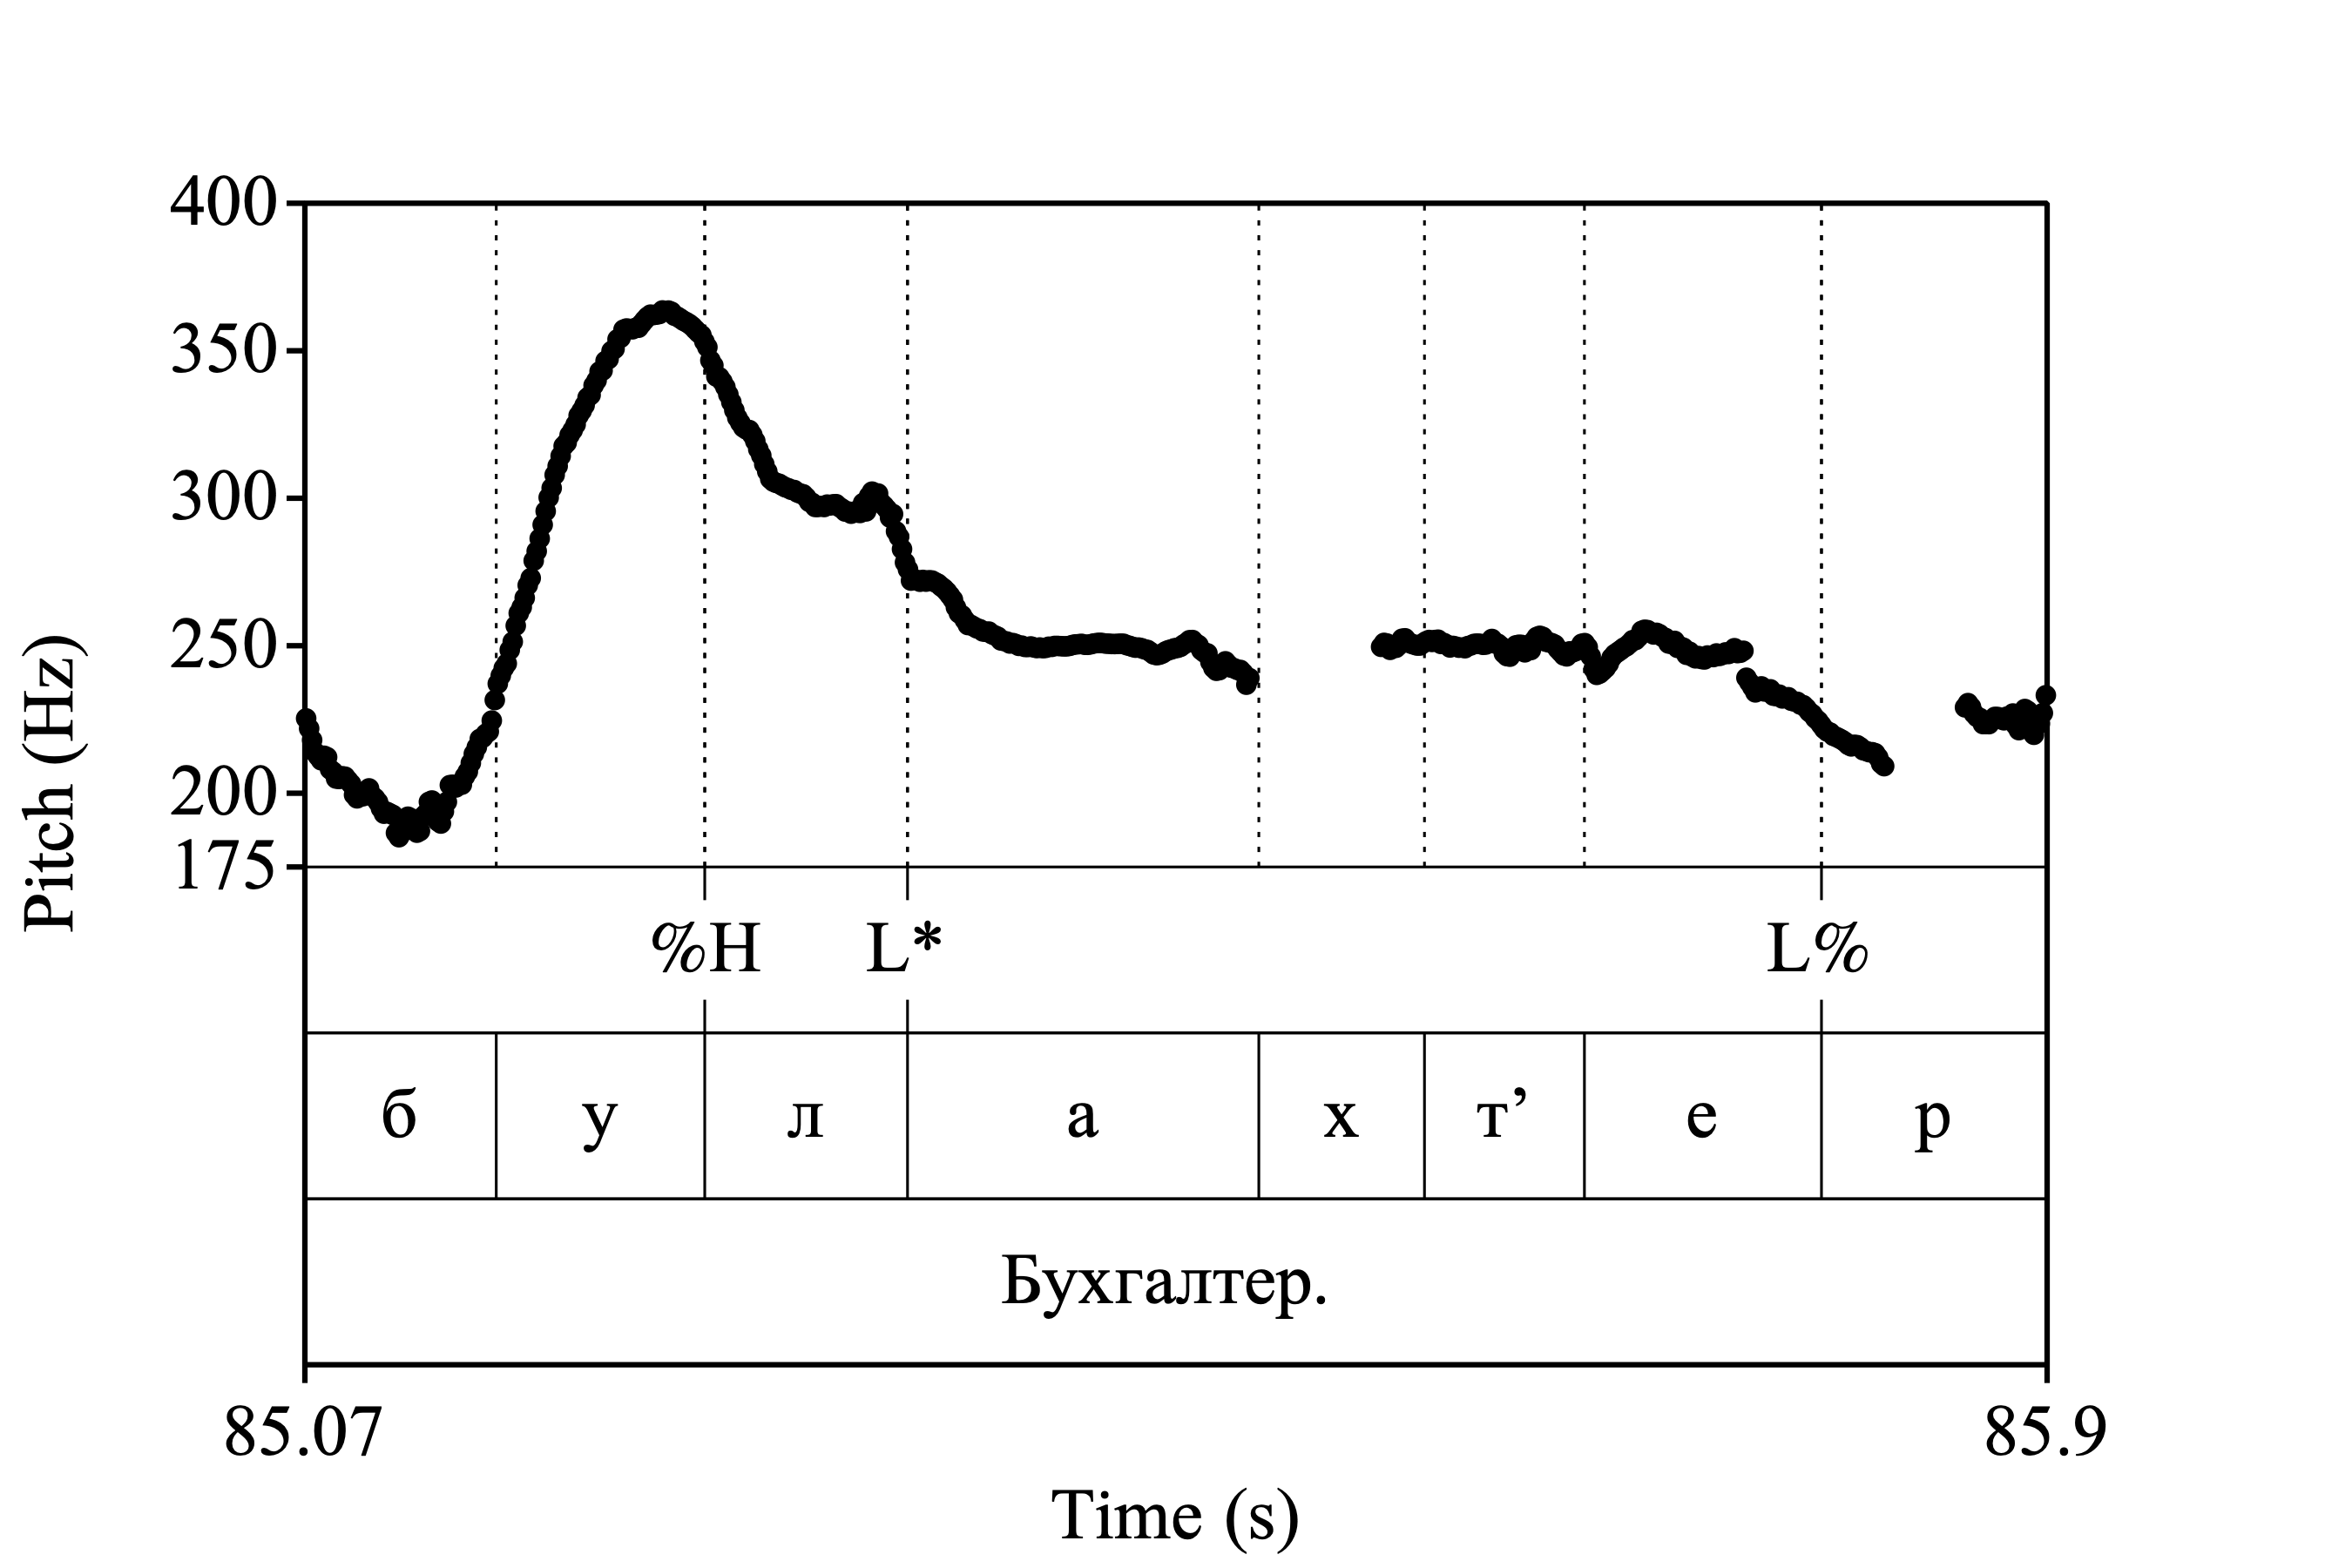 400
350
300
250
200
175
Pitch (Hz)
%H L* L%
б у л а х т’ е р
Бухгалтер.
85.07 85.9
Time (s)